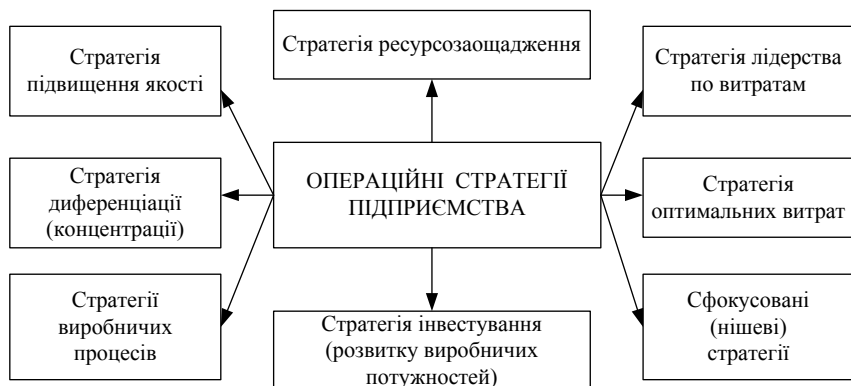 Стратегія
підвищення якості
Стратегія ресурсозаощадження
Стратегія лідерства
по витратам
Стратегія
диференціації
(концентрації)
ОПЕРАЦІЙНІ СТРАТЕГІЇ
ПІДПРИЄМСТВА
Стратегія
оптимальних витрат
Стратегії
виробничих
процесів
Стратегія інвестування
(розвитку виробничих
потужностей)
Сфокусовані
(нішеві)
стратегії